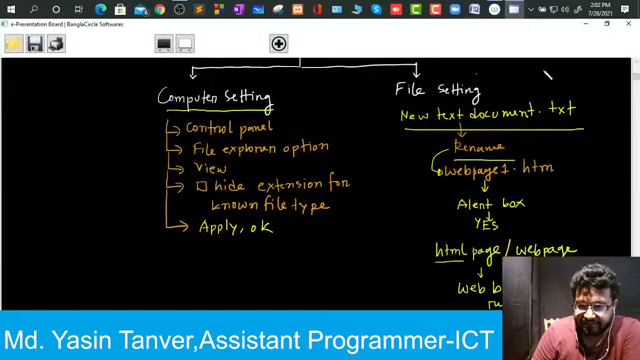 e-Presentation Board | BanglaCircle Softwares
2:02 PM
7/28/2021
Computer setting
Control panel
File explorer option
View
hide extension for
known file type
Apply, ok
File setting
New text document.txt
Rename
webpage1.htm
Alent box
YES
html page/webpage
web b
ru
Md. Yasin Tanver,Assistant Programmer-ICT